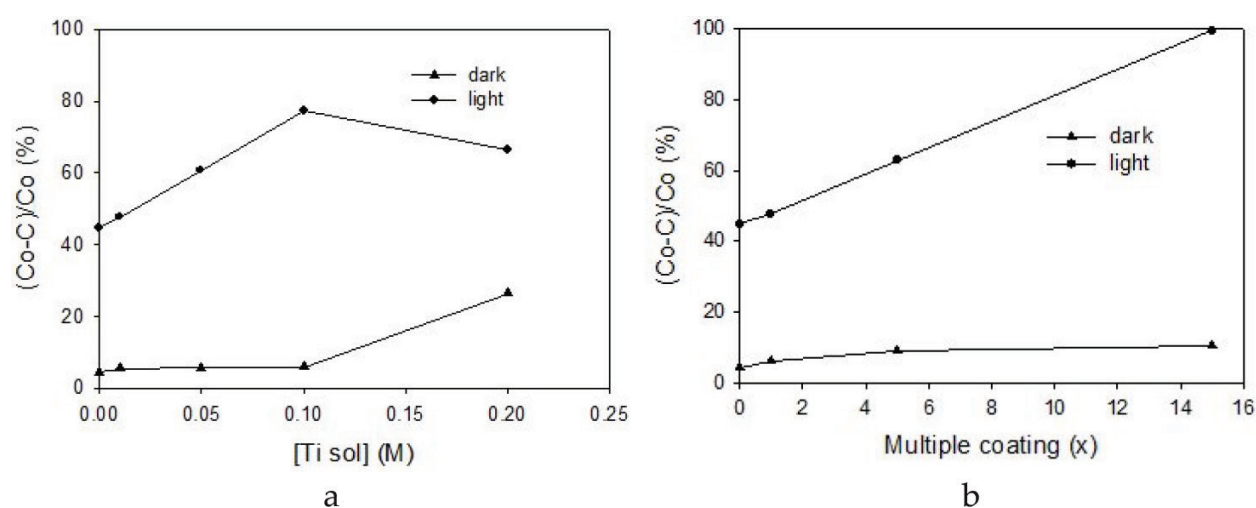 100
80
60
40
20
0
(Co-C)/Co (%)
dark
light
0.00 0.05 0.10 0.15 0.20 0.25
[Ti sol] (M)
a
100
80
60
40
20
0
(Co-C)/Co (%)
dark
light
0 2 4 6 8 10 12 14 16
Multiple coating (x)
b